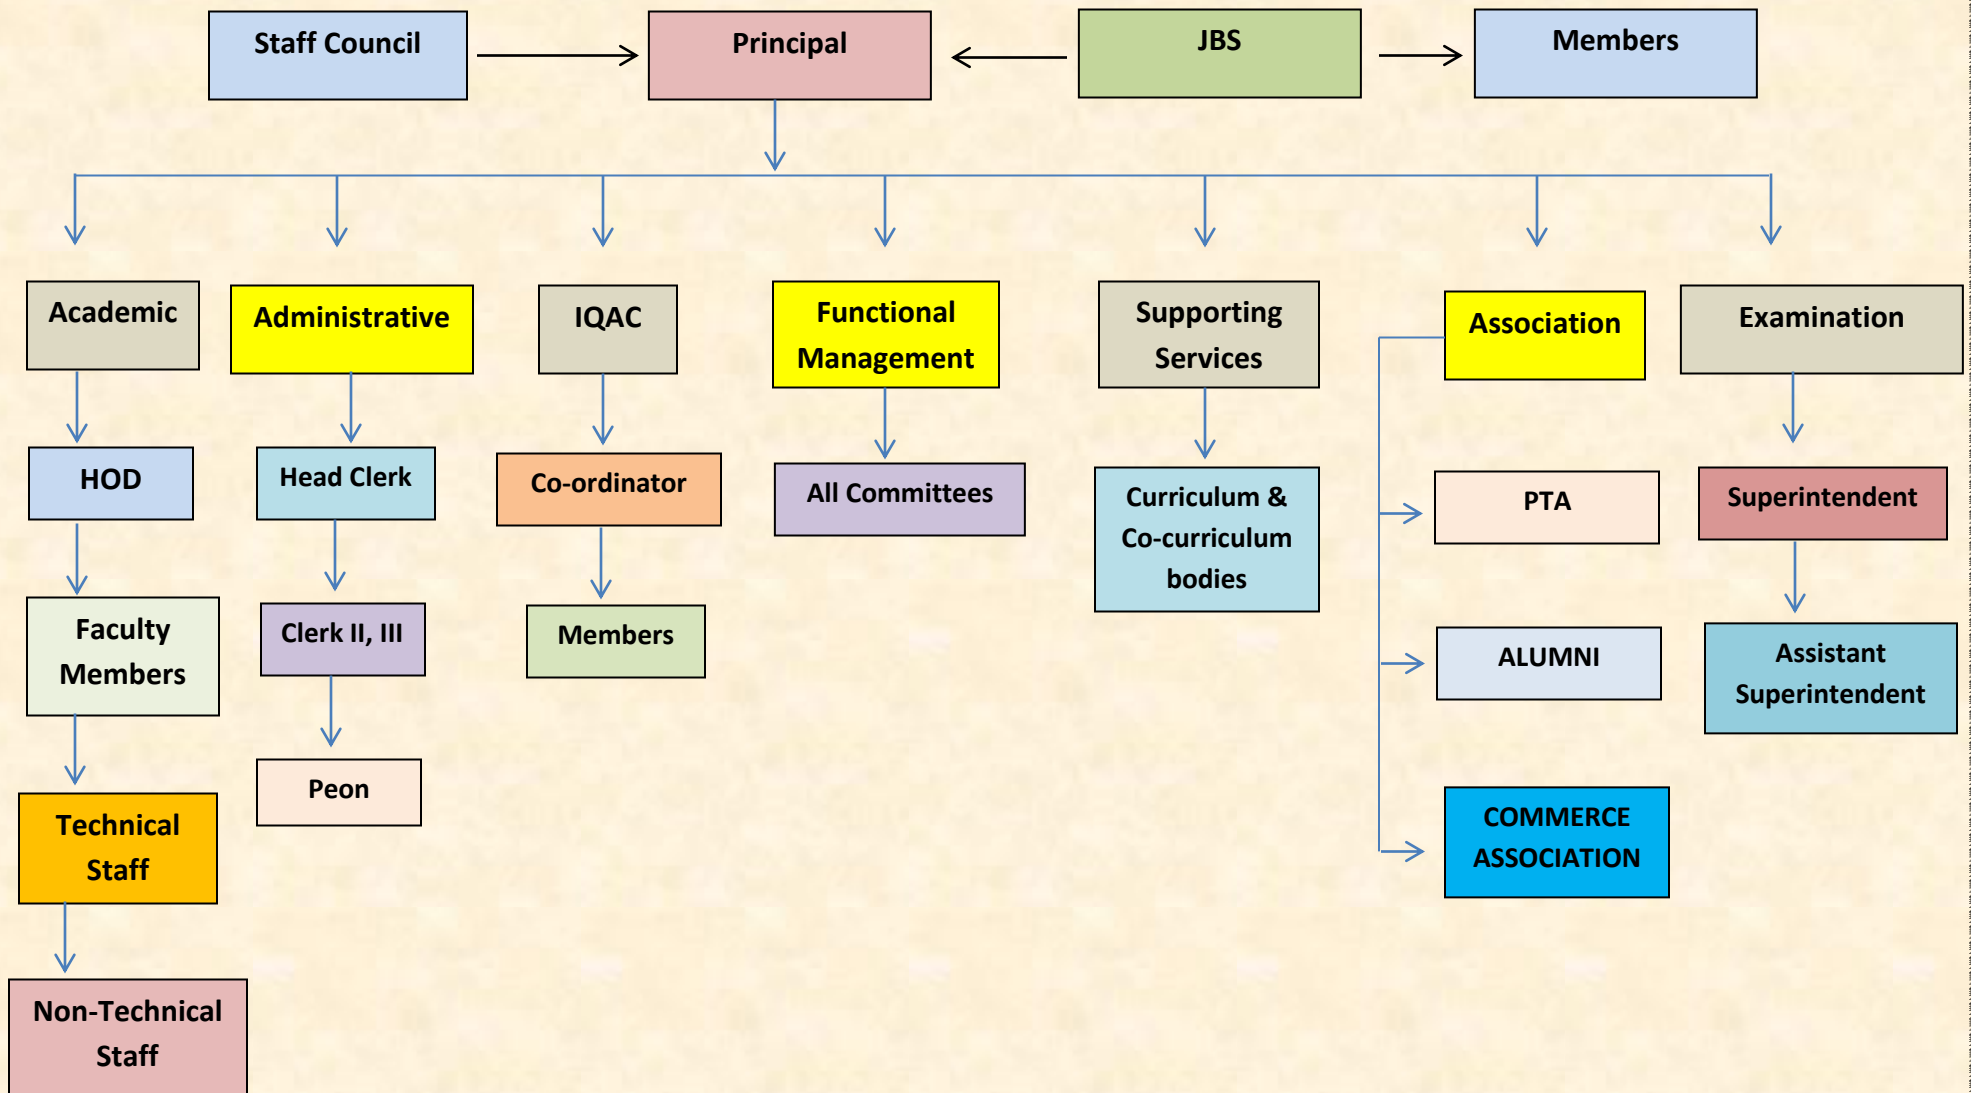 Staff Council
Principal
JBS
Members
Academic
Administrative
IQAC
Functional
Management
Supporting
Services
Association
Examination
HOD
Head Clerk
Co-ordinator
All Committees
Curriculum &
Co-curriculum
bodies
PTA
Superintendent
Faculty
Members
Clerk II, III
Members
ALUMNI
Assistant
Superintendent
Technical
Staff
Peon
COMMERCE
ASSOCIATION
Non-Technical
Staff